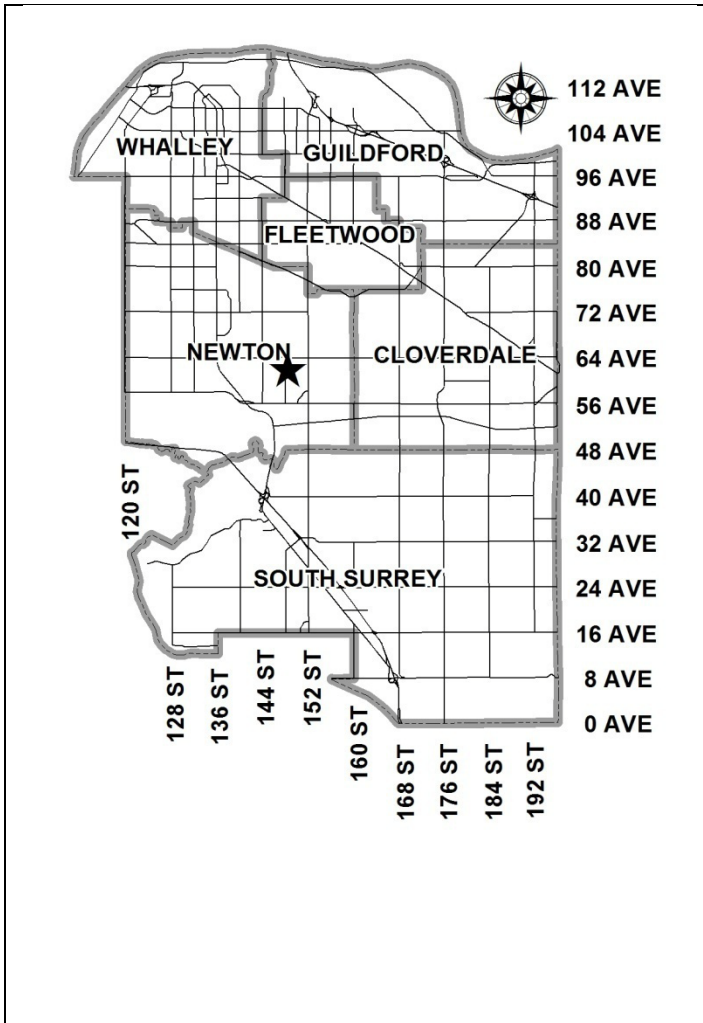 112 AVE
104 AVE
WHALLEY
GUILDFORD
96 AVE
88 AVE
FLEETWOOD
80 AVE
72 AVE
NEWTON
CLOVERDALE
64 AVE
56 AVE
48 AVE
120 ST
40 AVE
32 AVE
SOUTH SURREY
24 AVE
16 AVE
8 AVE
0 AVE
128 ST
136 ST
144 ST
152 ST
160 ST
168 ST
176 ST
184 ST
192 ST